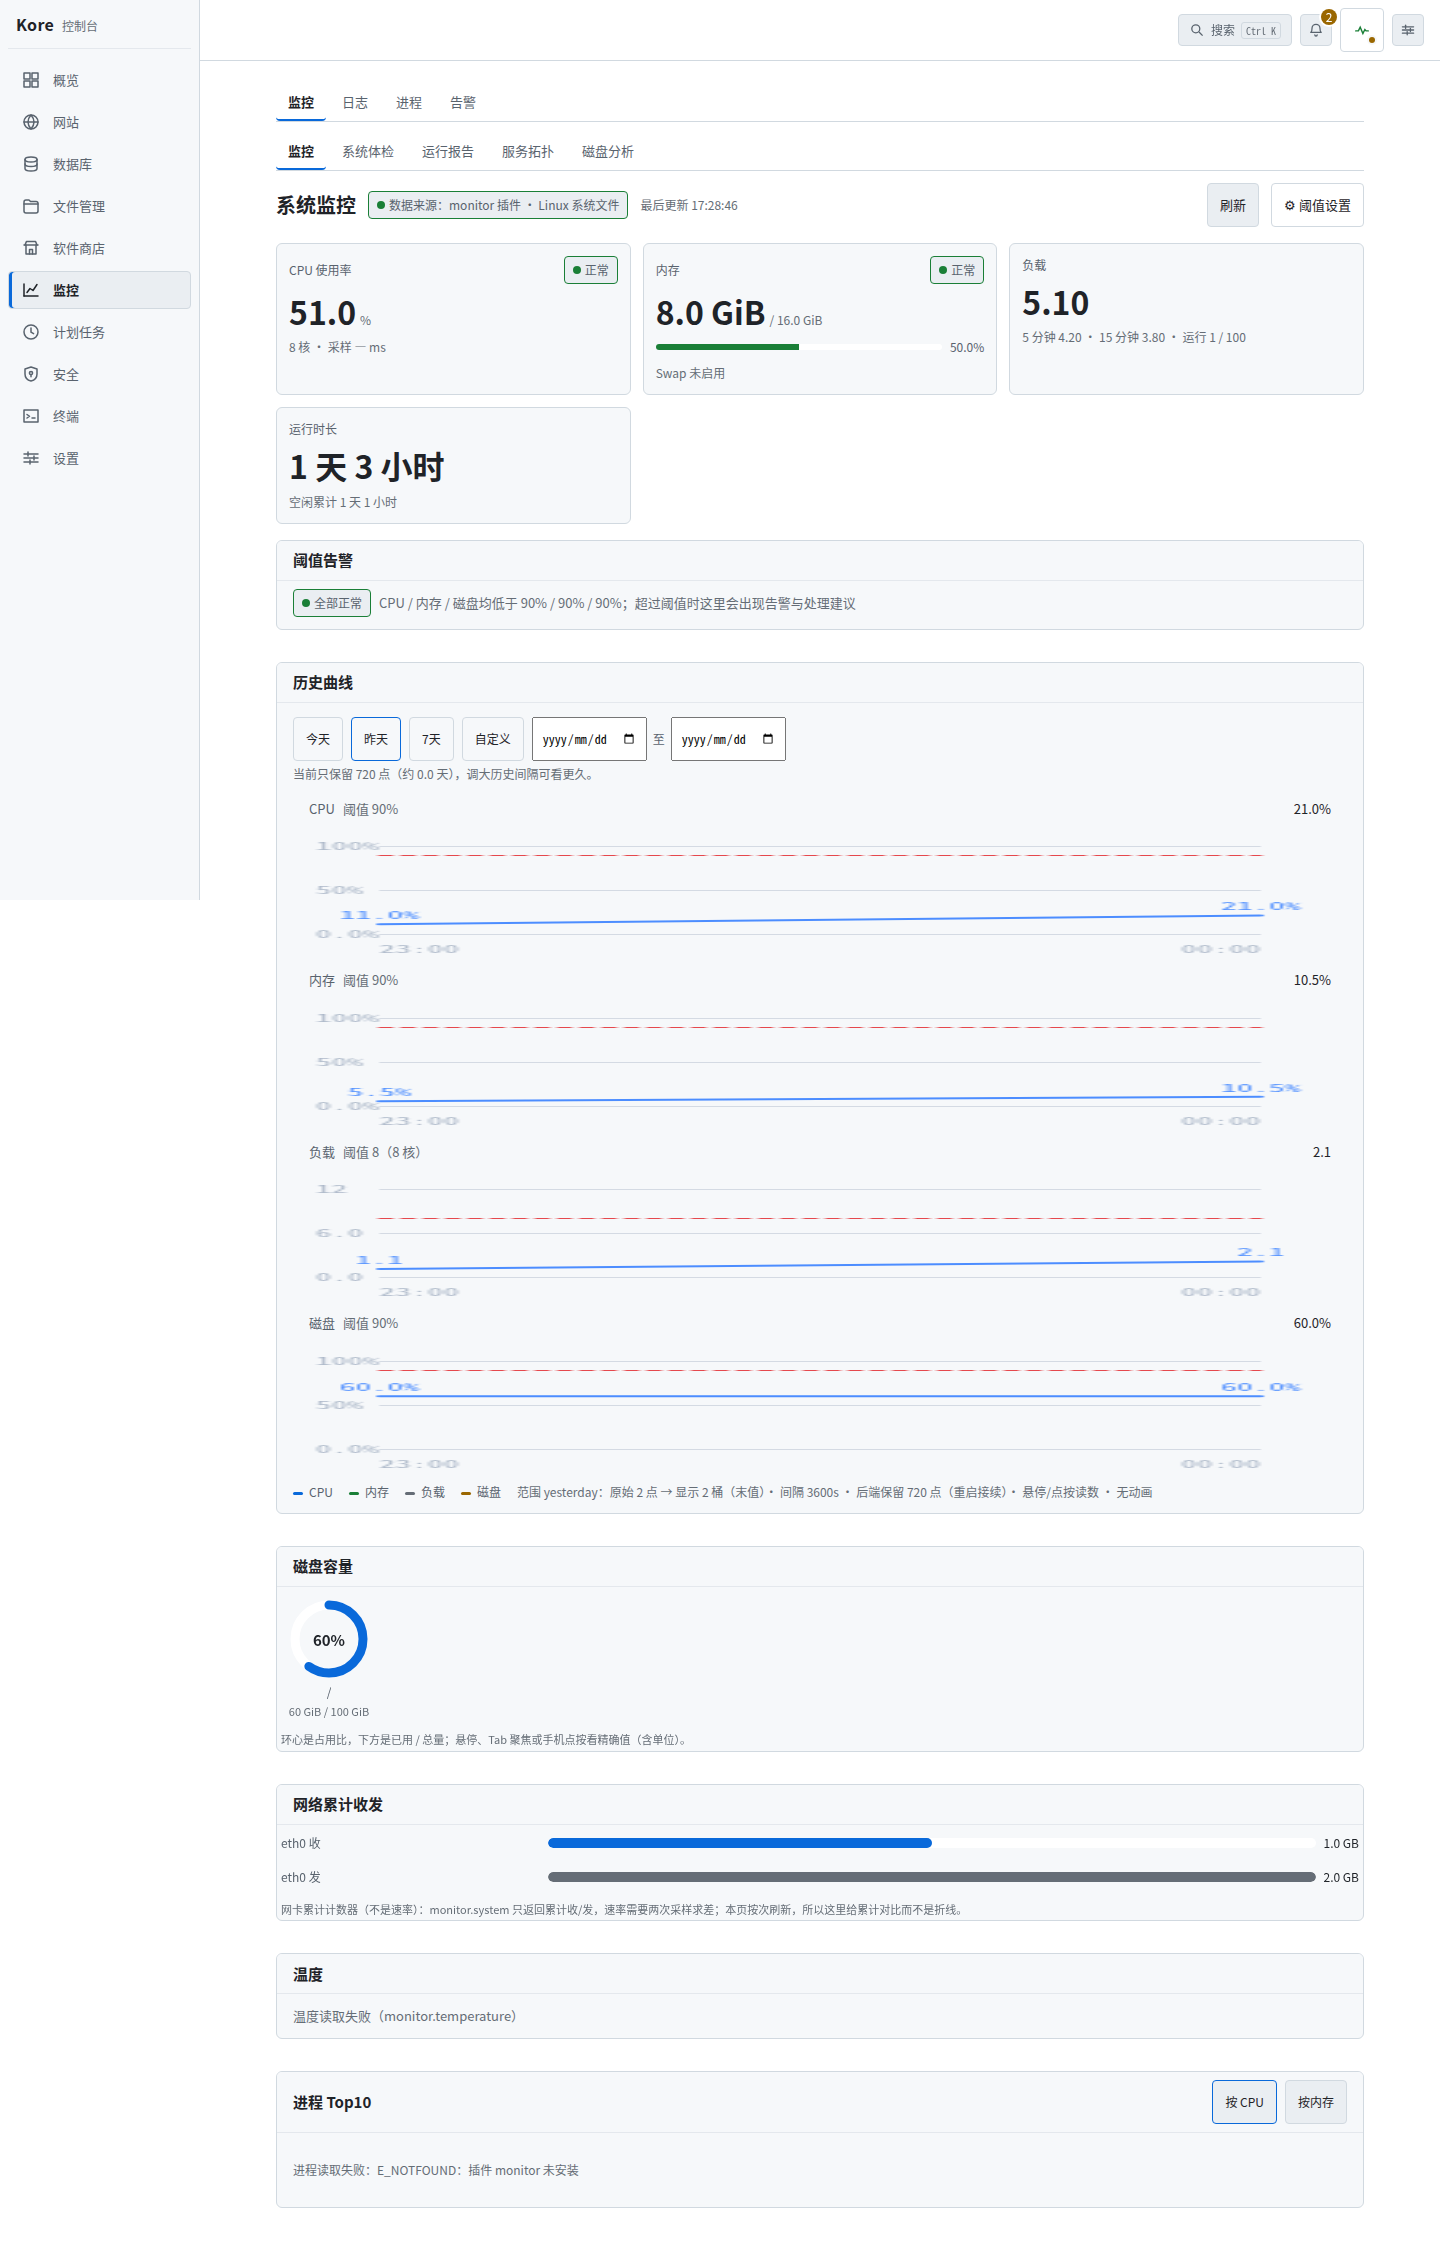 Kore 控制台
搜索 Ctrl K
2
概览
网站
数据库
文件管理
软件商店
监控
计划任务
安全
终端
设置
监控 日志 进程 告警
监控 系统体检 运行报告 服务拓扑 磁盘分析
系统监控 数据来源：monitor 插件 · Linux 系统文件 最后更新 17:28:46 刷新 ⚙ 阈值设置
CPU 使用率 正常
51.0 %
8 核 · 采样 — ms
内存 正常
8.0 GiB / 16.0 GiB
50.0%
Swap 未启用
负载
5.10
5 分钟 4.20 · 15 分钟 3.80 · 运行 1 / 100
运行时长
1 天 3 小时
空闲累计 1 天 1 小时
阈值告警
全部正常 CPU / 内存 / 磁盘均低于 90% / 90% / 90%；超过阈值时这里会出现告警与处理建议
历史曲线
今天 昨天 7天 自定义 yyyy/mm/dd 至 yyyy/mm/dd
当前只保留 720 点（约 0.0 天），调大历史间隔可看更久。
CPU 阈值 90% 21.0%
100%
50%
11.0% 21.0%
0.0%
23:00 00:00
内存 阈值 90% 10.5%
100%
50%
5.5% 10.5%
0.0%
23:00 00:00
负载 阈值 8（8 核） 2.1
12
6.0
1.1 2.1
0.0
23:00 00:00
磁盘 阈值 90% 60.0%
100%
60.0% 60.0%
50%
0.0%
23:00 00:00
CPU 内存 负载 磁盘 范围 yesterday：原始 2 点 → 显示 2 桶（末值）· 间隔 3600s · 后端保留 720 点（重启接续）· 悬停/点按读数 · 无动画
磁盘容量
60%
/
60 GiB / 100 GiB
环心是占用比，下方是已用 / 总量；悬停、Tab 聚焦或手机点按看精确值（含单位）。
网络累计收发
eth0 收 1.0 GB
eth0 发 2.0 GB
网卡累计计数器（不是速率）：monitor.system 只返回累计收/发，速率需要两次采样求差；本页按次刷新，所以这里给累计对比而不是折线。
温度
温度读取失败（monitor.temperature）
进程 Top10 按 CPU 按内存
进程读取失败：E_NOTFOUND：插件 monitor 未安装